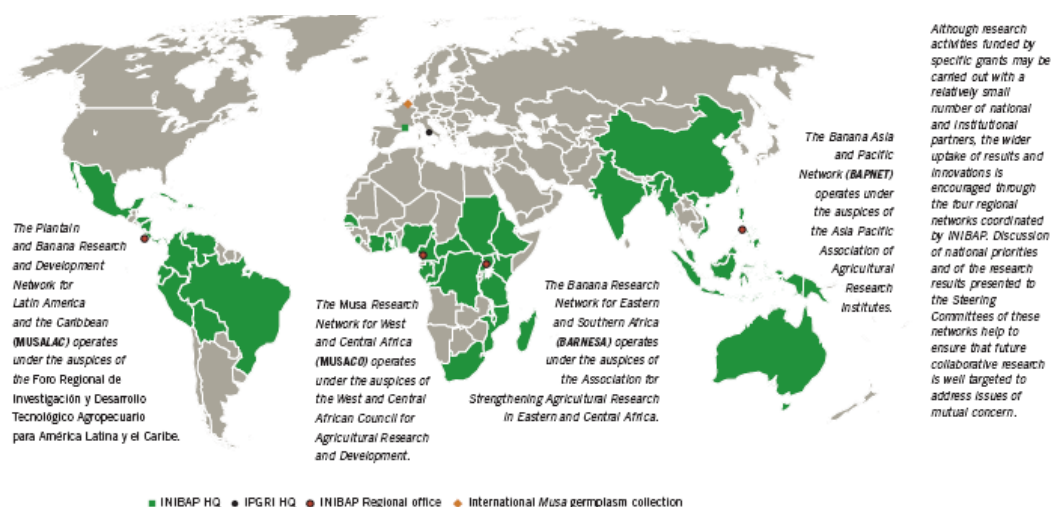 The Plantain
and Banana Research
and Development
Network for
Latin America
and the Caribbean
(MUSALAC) operates
under the auspices of
the Foro Regional de
Investigación y Desarrollo
Tecnológico Agropecuario
para América Latina y el Caribe.
The Musa Research
Network for West
and Central Africa
(MUSACO) operates
under the auspices of
the West and Central
African Council for
Agricultural Research
and Development.
The Banana Research
Network for Eastern
and Southern Africa
(BARNESA) operates
under the auspices of
the Association for
Strengthening Agricultural Research
in Eastern and Central Africa.
The Banana Asia
and Pacific
Network (BAPNET)
operates under
the auspices of
the Asia Pacific
Association of
Agricultural
Research
Institutes.
Although research
activities funded by
specific grants may be
carried out with a
relatively small
number of national
and institutional
partners, the wider
uptake of results and
innovations is
encouraged through
the four regional
networks coordinated
by INIBAP. Discussion
of national priorities
and of the research
results presented to
the Steering
Committees of these
networks help to
ensure that future
collaborative research
is well targeted to
address issues of
mutual concern.
INIBAP HQ IPGRI HQ INIBAP Regional office International Musa germplasm collection